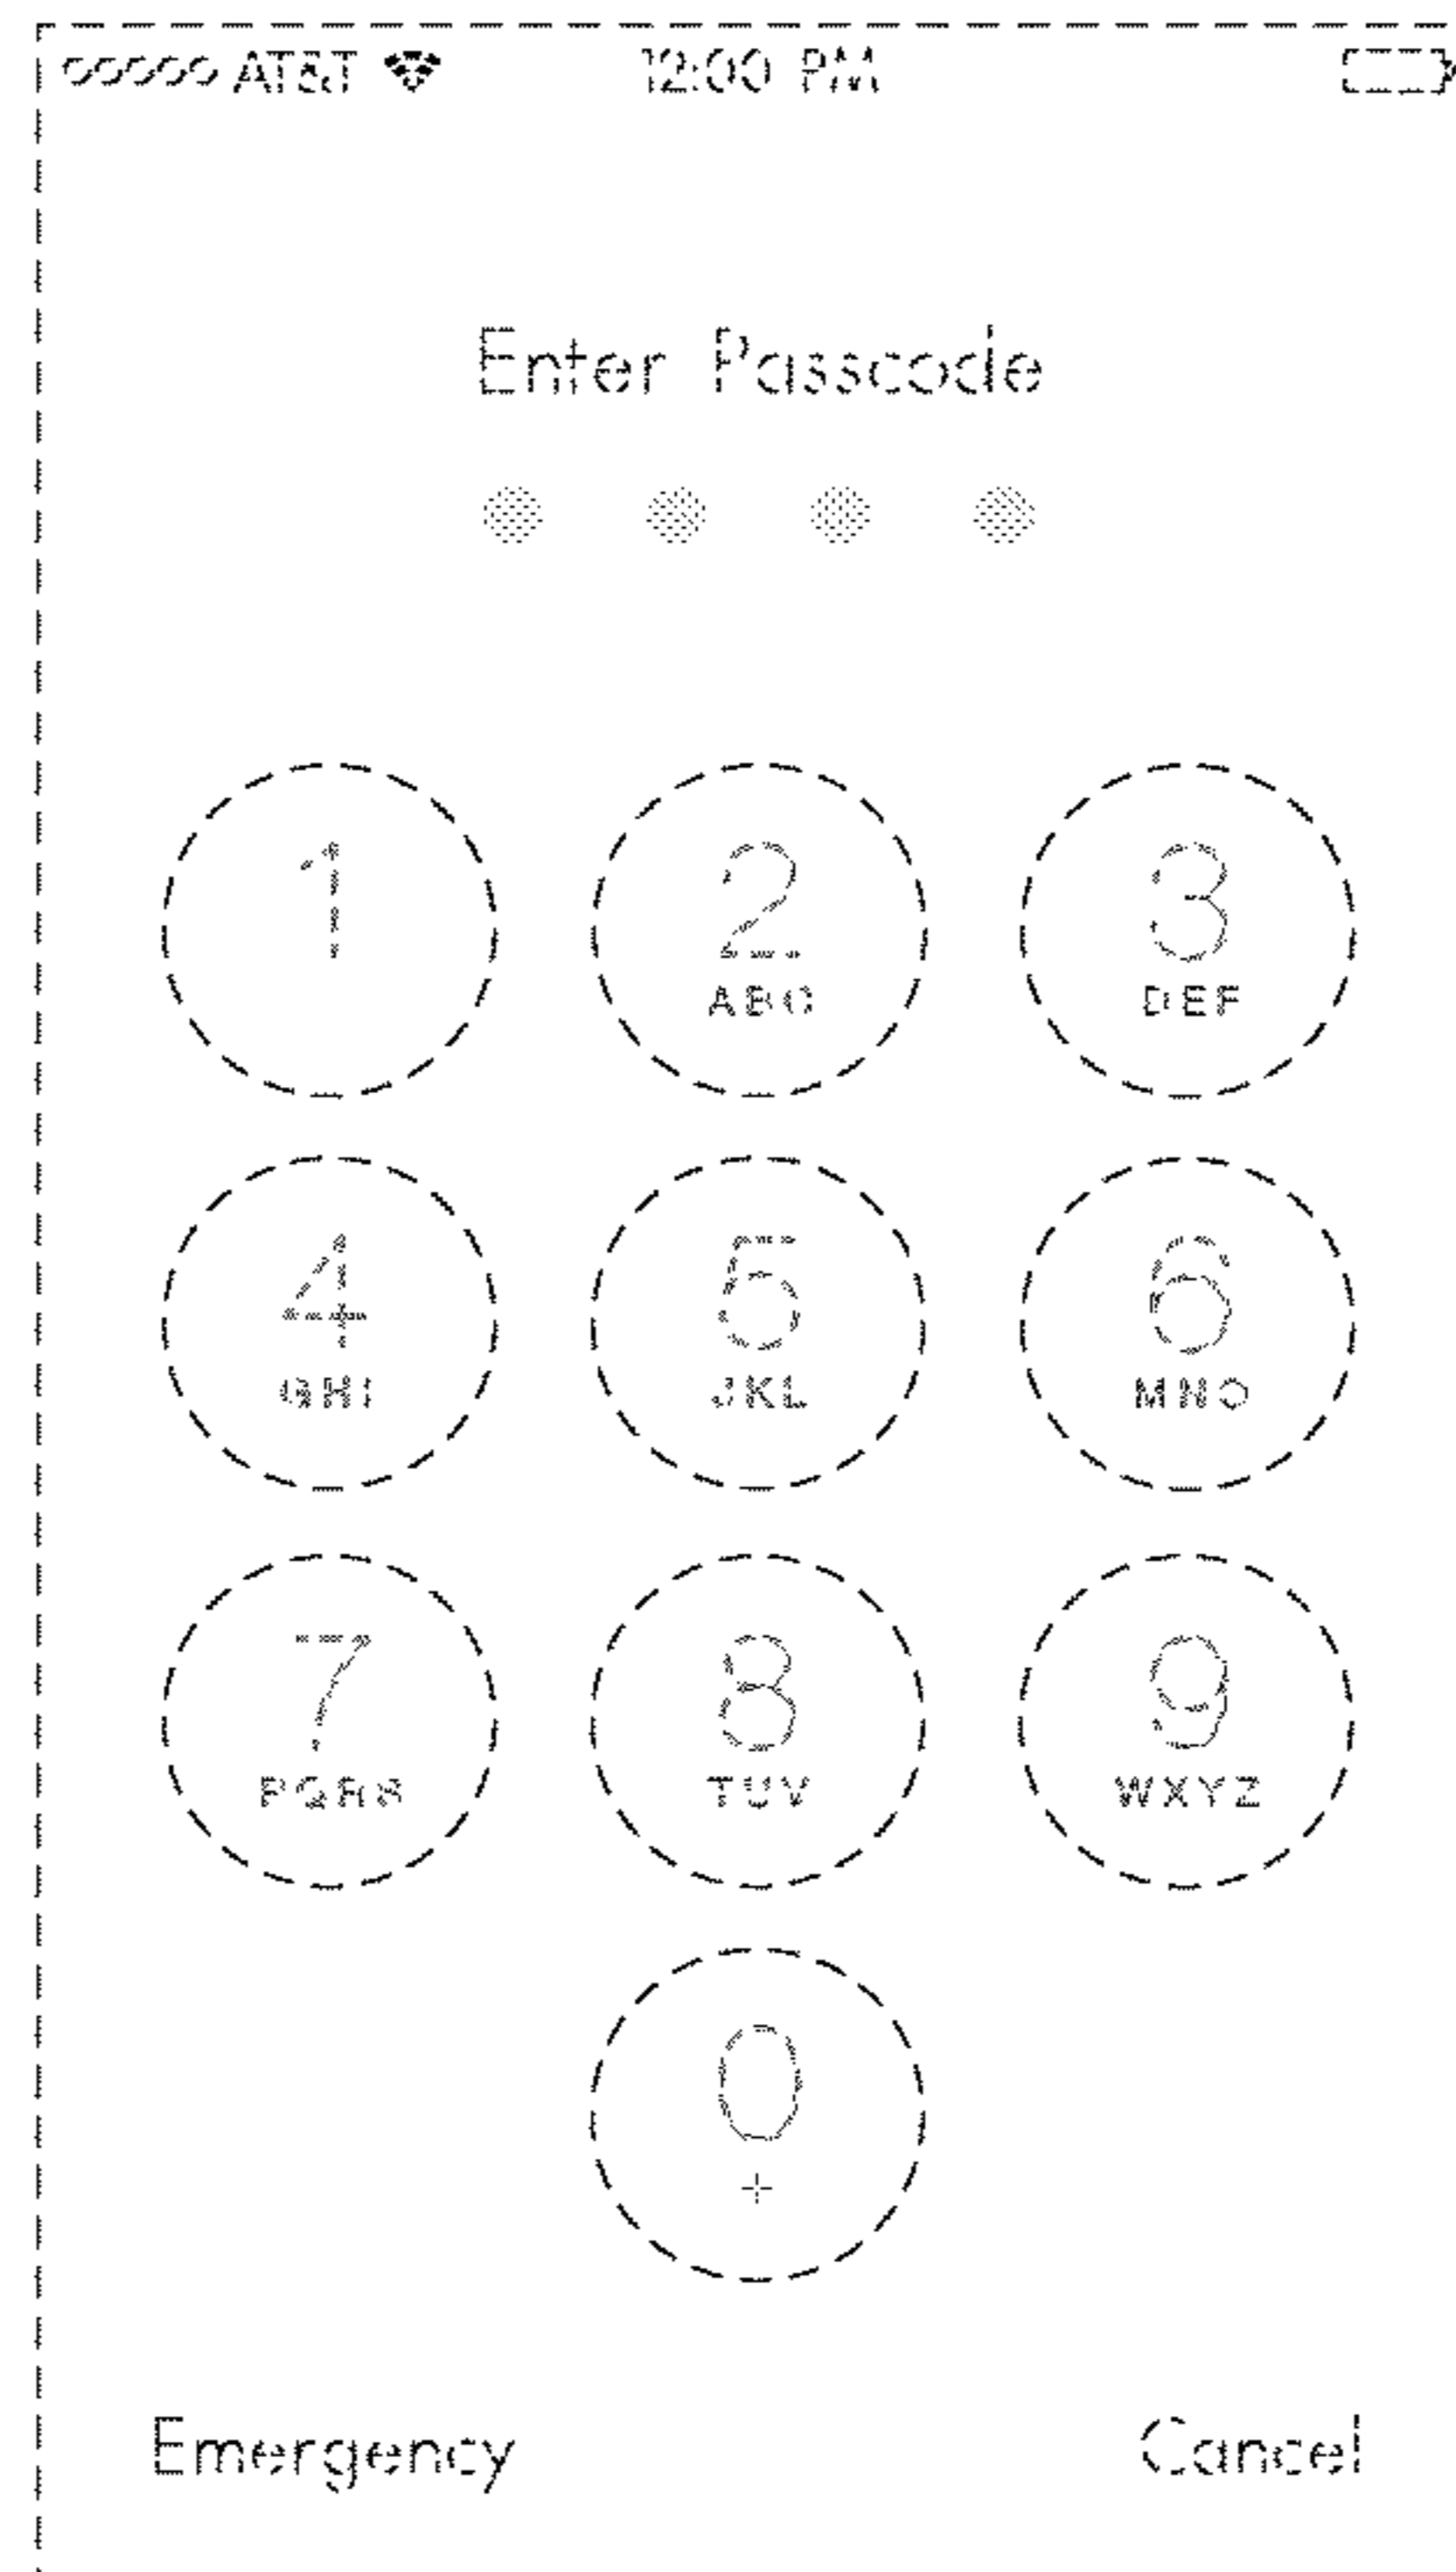 AT&T 12:00 PM
Enter Passcode
1 2 3
ABC DEF
4 5 6
GHI JKL MNO
7 8 9
PQRS TUV WXYZ
0
+
Emergency Cancel